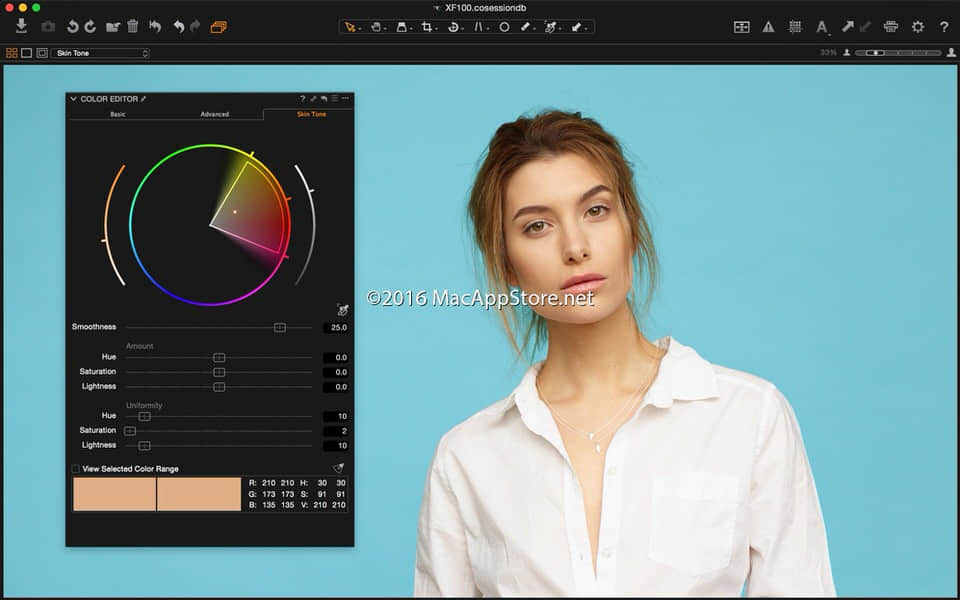 XF100.cosessiondb
A
?
Skin Tone
33%
COLOR EDITOR
?
Basic Advanced Skin Tone
©2016 MacAppStore.net
Smoothness 25.0
Amount
Hue 0.0
Saturation 0.0
Lightness 0.0
Uniformity
Hue 10
Saturation 2
Lightness 10
View Selected Color Range
R: 210 210 H: 30 30
G: 173 173 S: 91 91
B: 135 135 V: 210 210